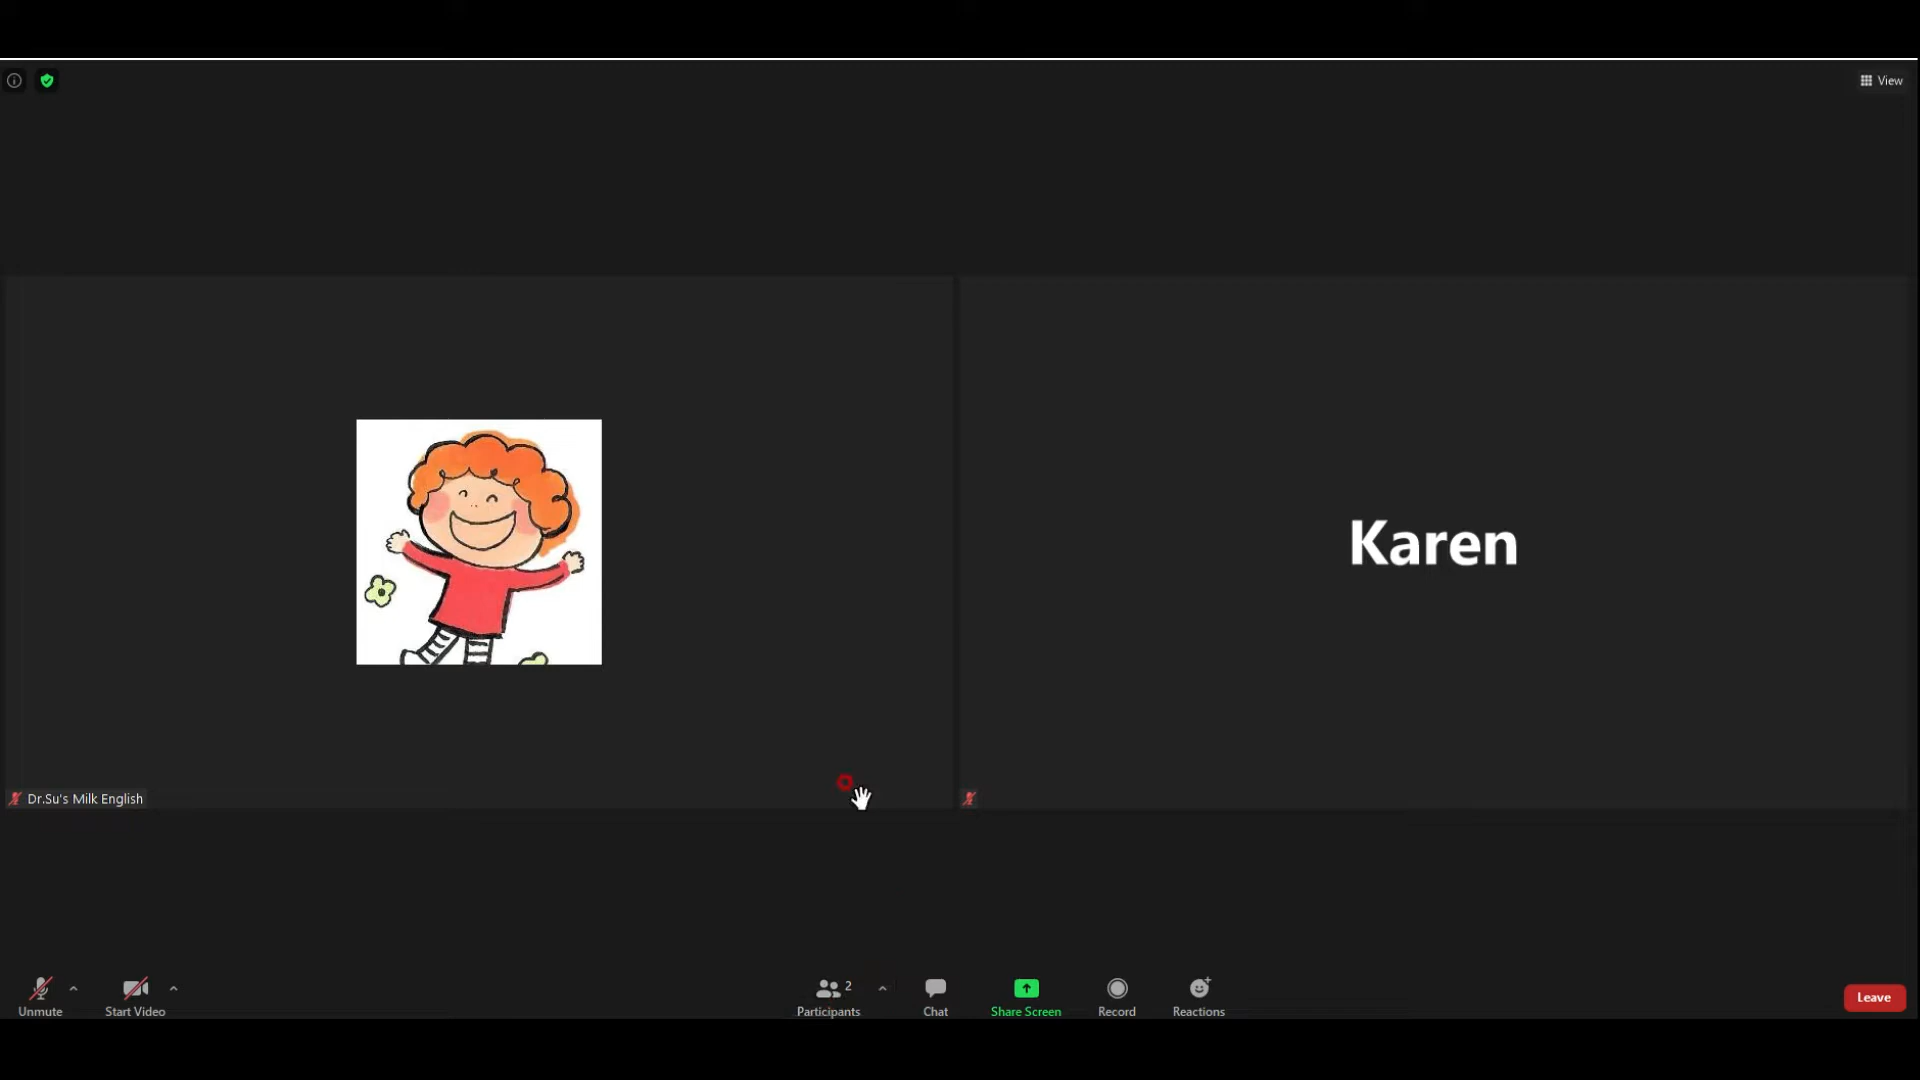 View
Karen
Dr.Su's Milk English
2
Unmute
Start Video
Participants
Chat
Share Screen
Record
Reactions
Leave